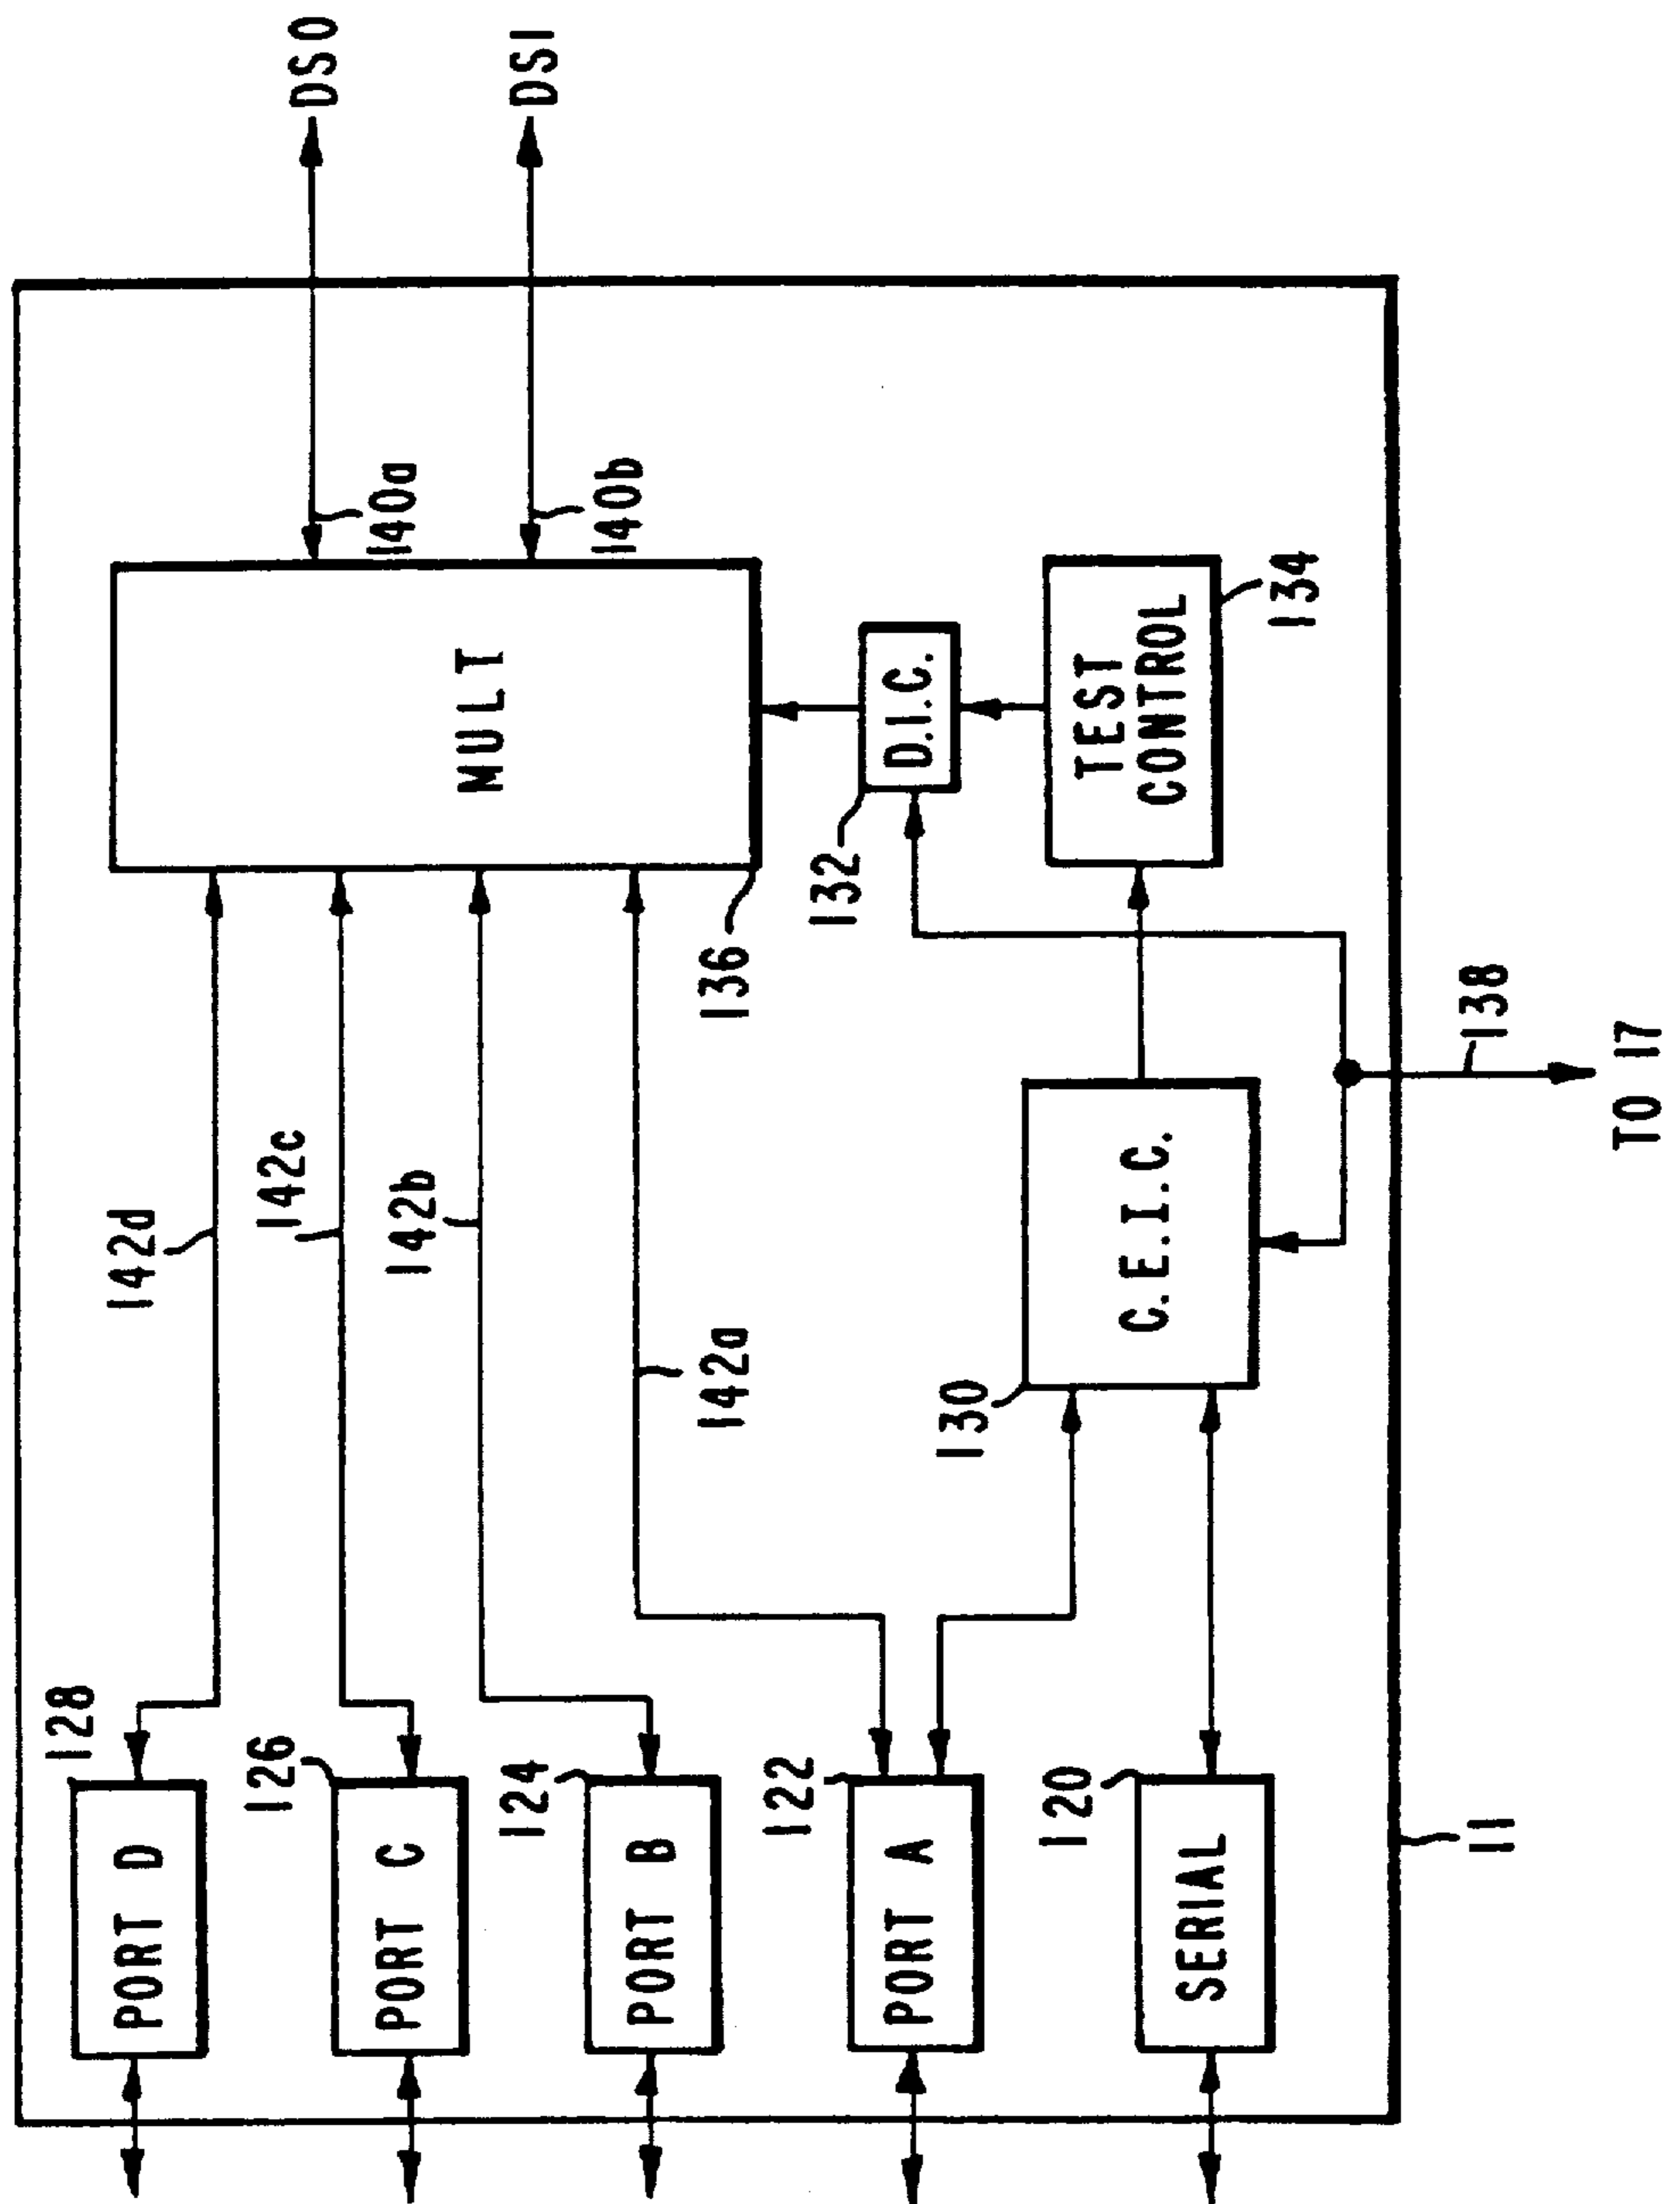 DS0
DS1
140a
140b
MULT
D.I.C.
TEST
CONTROL
134
132
136
142d
142c
142b
142a
130
C.E.I.C.
138
TO 17
128
126
124
122
120
PORT D
PORT C
PORT B
PORT A
SERIAL
11